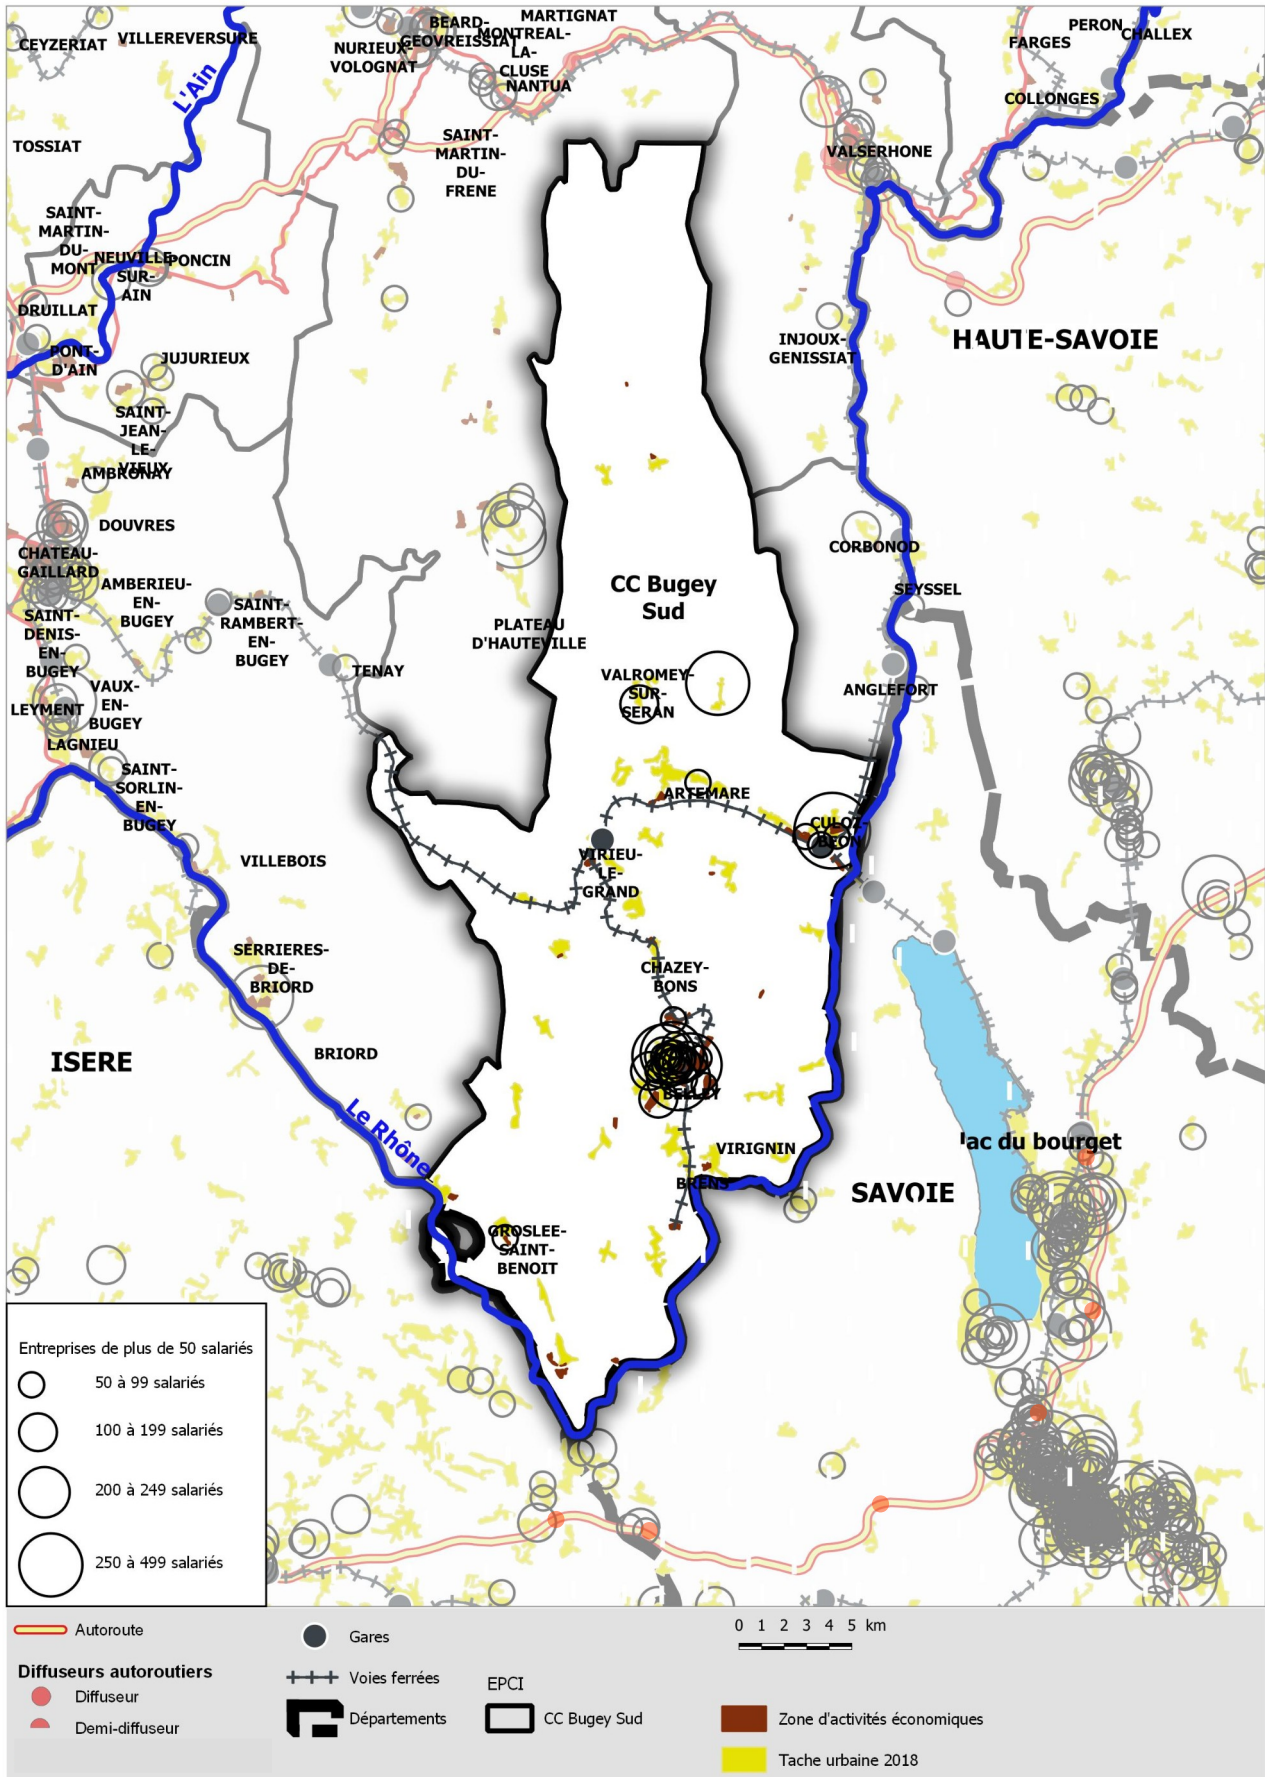 CEYZERIAT
VILLEREVERSURE
L'Ain
TOSSIAT
NURIEUX-
VOLOGNAT
BEARD-
GEOVREISSIAT
MARTIGNAT
MONTREAL-
LA-
CLUSE
NANTUA
SAINT-
MARTIN-
DU-
FRENE
PERON
CHALLEX
FARGES
COLLONGES
VALSERHONE
SAINT-
MARTIN-
DU-
MONT
NEUVILLE-
SUR-
AIN
PONCIN
DRUILLAT
PONT-
D'AIN
JUJURIEUX
SAINT-
JEAN-
LE-
VIEUX
AMBRONAY
INJOUX-
GENISSIAT
HAUTE-SAVOIE
DOUVRES
CHATEAU-
GAILLARD
AMBERIEU-
EN-
BUGEY
SAINT-
DENIS-
EN-
BUGEY
SAINT-
RAMBERT-
EN-
BUGEY
TENAY
PLATEAU
D'HAUTEVILLE
CC Bugey
Sud
CORBONOD
SEYSSEL
ANGLEFORT
VALROMEY-
SUR-
SERAN
VAUX-
EN-
BUGEY
LEYMENT
LAGNIEU
SAINT-
SORLIN-
EN-
BUGEY
ARTEMARE
CULOZ-
BEON
VIRIEU-
LE-
GRAND
VILLEBOIS
SERRIERES-
DE-
BRIORD
CHAZEY-
BONS
BRIORD
ISERE
BELLEY
Le Rhône
VIRIGNIN
BRENS
lac du bourget
SAVOIE
GROSLEE-
SAINT-
BENOIT
Entreprises de plus de 50 salariés
50 à 99 salariés
100 à 199 salariés
200 à 249 salariés
250 à 499 salariés
Autoroute
Diffuseurs autoroutiers
Diffuseur
Demi-diffuseur
Gares
Voies ferrées
Départements
EPCI
CC Bugey Sud
0 1 2 3 4 5 km
Zone d'activités économiques
Tache urbaine 2018